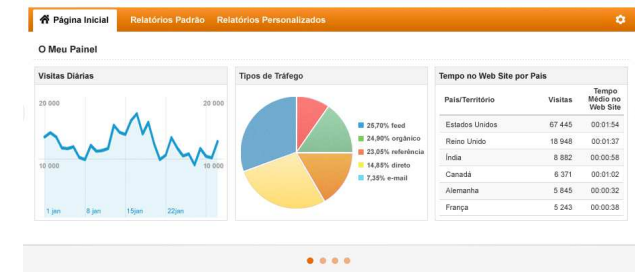 Página Inicial
Relatórios Padrão
Relatórios Personalizados
O Meu Painel
Visitas Diárias
20 000
20 000
10 000
10 000
1 jan
8 jan
15jan
22jan
Tipos de Tráfego
25,70% feed
24,90% orgânico
23,05% referência
14,88% direto
7,35% e-mail
Tempo no Web Site por País
País/Território Visitas Tempo Médio no Web Site
Estados Unidos 67 445 00:01:54
Reino Unido 18 948 00:01:37
Índia 8 882 00:00:58
Canadá 6 371 00:01:02
Alemanha 5 845 00:00:32
França 5 243 00:00:38